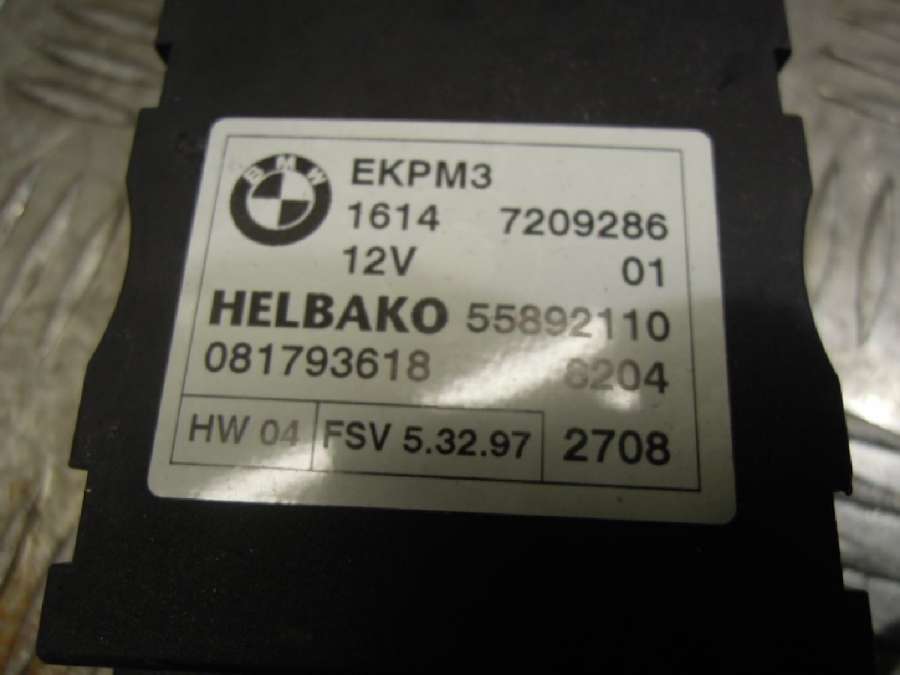 BMW EKPM3
1614 7209286
12V 01
HELBAKO 55892110
081793618 8204
HW 04 FSV 5.32.97 2708